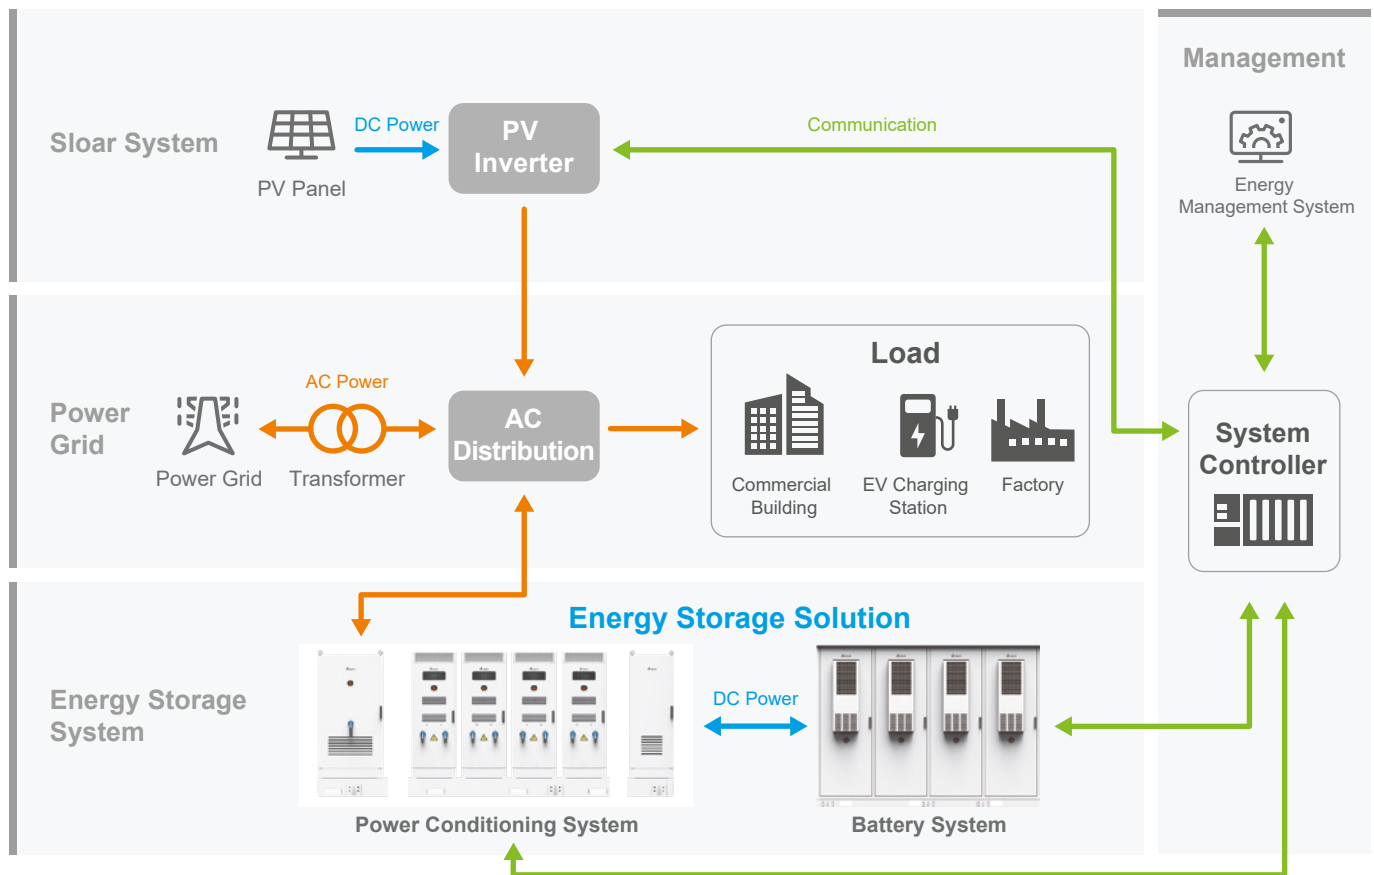 Management
Sloar System
PV Panel
DC Power
PV
Inverter
Communication
Energy
Management System
Power
Grid
Power Grid
AC Power
Transformer
AC
Distribution
Load
Commercial
Building
EV Charging
Station
Factory
System
Controller
Energy Storage
System
Energy Storage Solution
DC Power
Power Conditioning System
Battery System